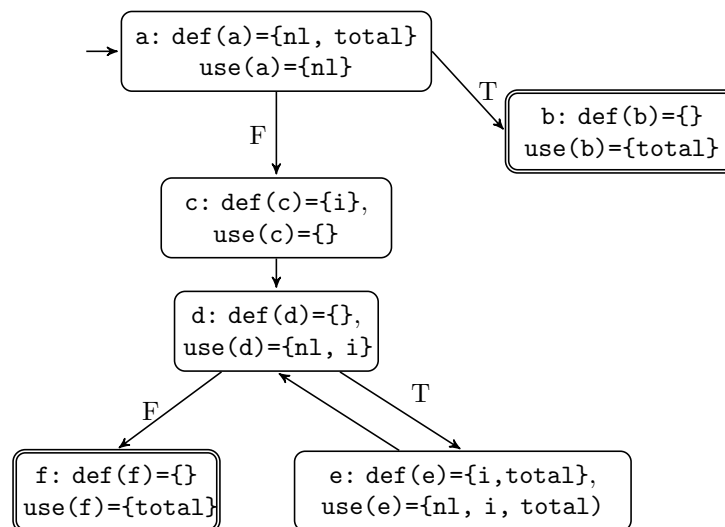 a: def(a)={nl, total}
use(a)={nl}
T
b: def(b)={}
use(b)={total}
F
c: def(c)={i},
use(c)={}
d: def(d)={},
use(d)={nl, i}
F
T
f: def(f)={}
use(f)={total}
e: def(e)={i,total},
use(e)={nl, i, total)